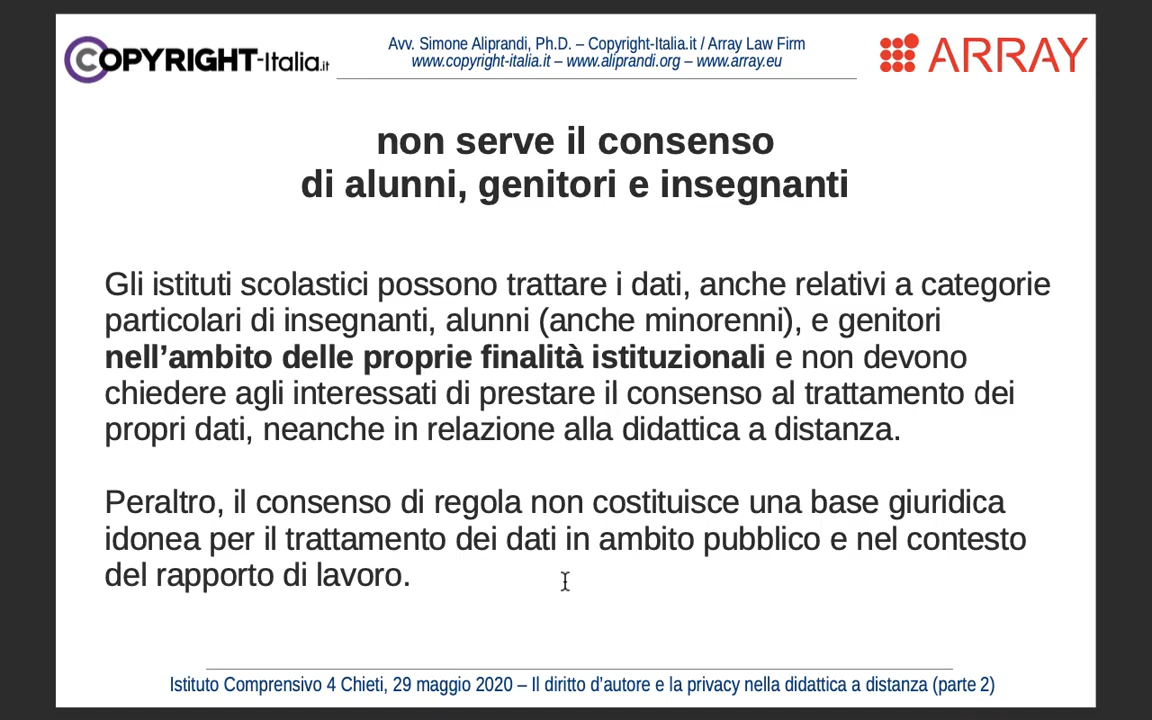 COPYRIGHT-Italia.it
Avv. Simone Aliprandi, Ph.D. – Copyright-Italia.it / Array Law Firm
www.copyright-italia.it – www.aliprandi.org – www.array.eu
ARRAY
non serve il consenso
di alunni, genitori e insegnanti
Gli istituti scolastici possono trattare i dati, anche relativi a categorie
particolari di insegnanti, alunni (anche minorenni), e genitori
nell’ambito delle proprie finalità istituzionali e non devono
chiedere agli interessati di prestare il consenso al trattamento dei
propri dati, neanche in relazione alla didattica a distanza.
Peraltro, il consenso di regola non costituisce una base giuridica
idonea per il trattamento dei dati in ambito pubblico e nel contesto
del rapporto di lavoro.
Istituto Comprensivo 4 Chieti, 29 maggio 2020 – Il diritto d’autore e la privacy nella didattica a distanza (parte 2)